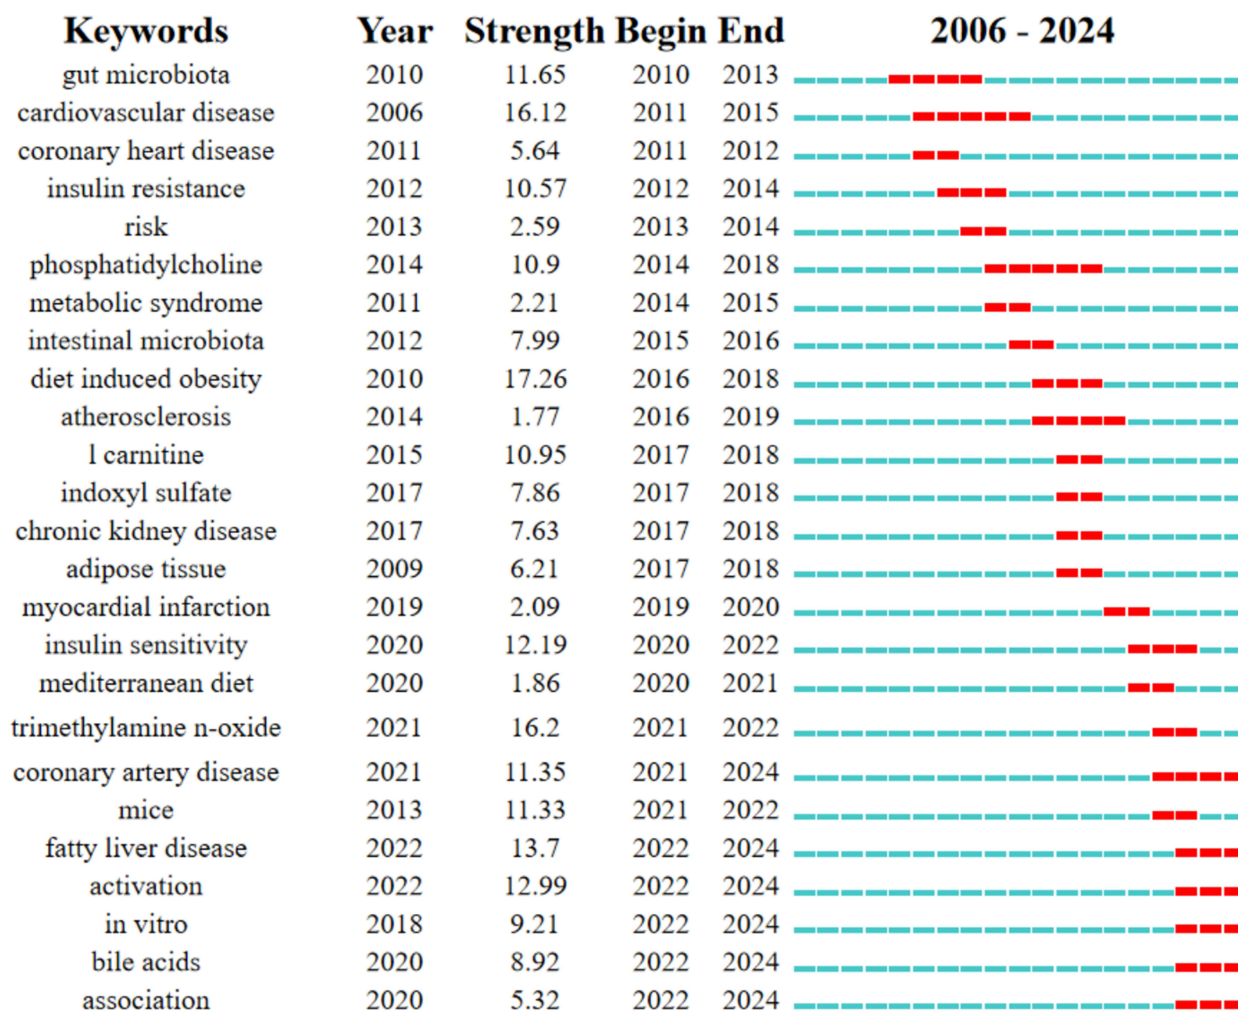 Keywords Year Strength Begin End 2006 - 2024
gut microbiota 2010 11.65 2010 2013
cardiovascular disease 2006 16.12 2011 2015
coronary heart disease 2011 5.64 2011 2012
insulin resistance 2012 10.57 2012 2014
risk 2013 2.59 2013 2014
phosphatidylcholine 2014 10.9 2014 2018
metabolic syndrome 2011 2.21 2014 2015
intestinal microbiota 2012 7.99 2015 2016
diet induced obesity 2010 17.26 2016 2018
atherosclerosis 2014 1.77 2016 2019
l carnitine 2015 10.95 2017 2018
indoxyl sulfate 2017 7.86 2017 2018
chronic kidney disease 2017 7.63 2017 2018
adipose tissue 2009 6.21 2017 2018
myocardial infarction 2019 2.09 2019 2020
insulin sensitivity 2020 12.19 2020 2022
mediterranean diet 2020 1.86 2020 2021
trimethylamine n-oxide 2021 16.2 2021 2022
coronary artery disease 2021 11.35 2021 2024
mice 2013 11.33 2021 2022
fatty liver disease 2022 13.7 2022 2024
activation 2022 12.99 2022 2024
in vitro 2018 9.21 2022 2024
bile acids 2020 8.92 2022 2024
association 2020 5.32 2022 2024